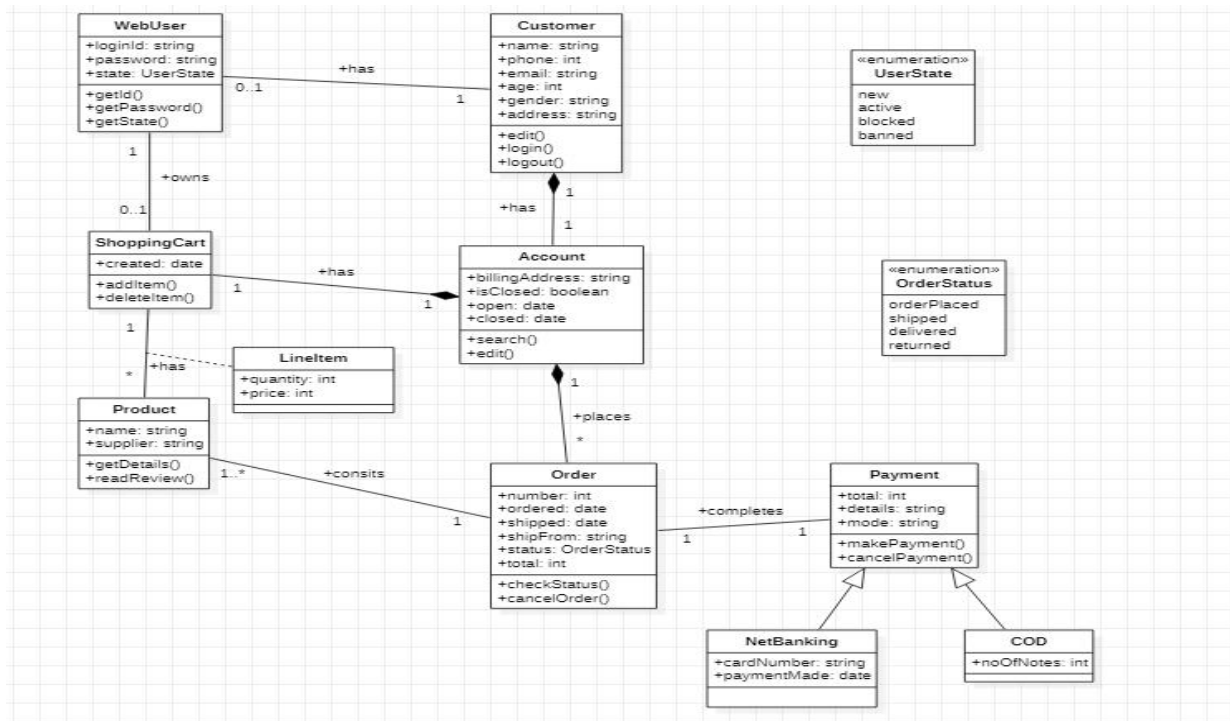 WebUser
+loginId: string
+password: string
+state: UserState
+getId()
+getPassword()
+getState()
+has
0..1
1
Customer
+name: string
+phone: int
+email: string
+age: int
+gender: string
+address: string
+edit()
+login()
+logout()
«enumeration»
UserState
new
active
blocked
banned
1
+owns
0..1
1
+has
1
ShoppingCart
+created: date
+addItem()
+deleteItem()
+has
1
1
Account
+billingAddress: string
+isClosed: boolean
+open: date
+closed: date
+search()
+edit()
«enumeration»
OrderStatus
orderPlaced
shipped
delivered
returned
1
+has
*
LineItem
+quantity: int
+price: int
1
+places
*
Product
+name: string
+supplier: string
+getDetails()
+readReview()
1..*
+consits
1
Order
+number: int
+ordered: date
+shipped: date
+shipFrom: string
+status: OrderStatus
+total: int
+checkStatus()
+cancelOrder()
+completes
1
1
Payment
+total: int
+details: string
+mode: string
+makePayment()
+cancelPayment()
NetBanking
+cardNumber: string
+paymentMade: date
COD
+noOfNotes: int